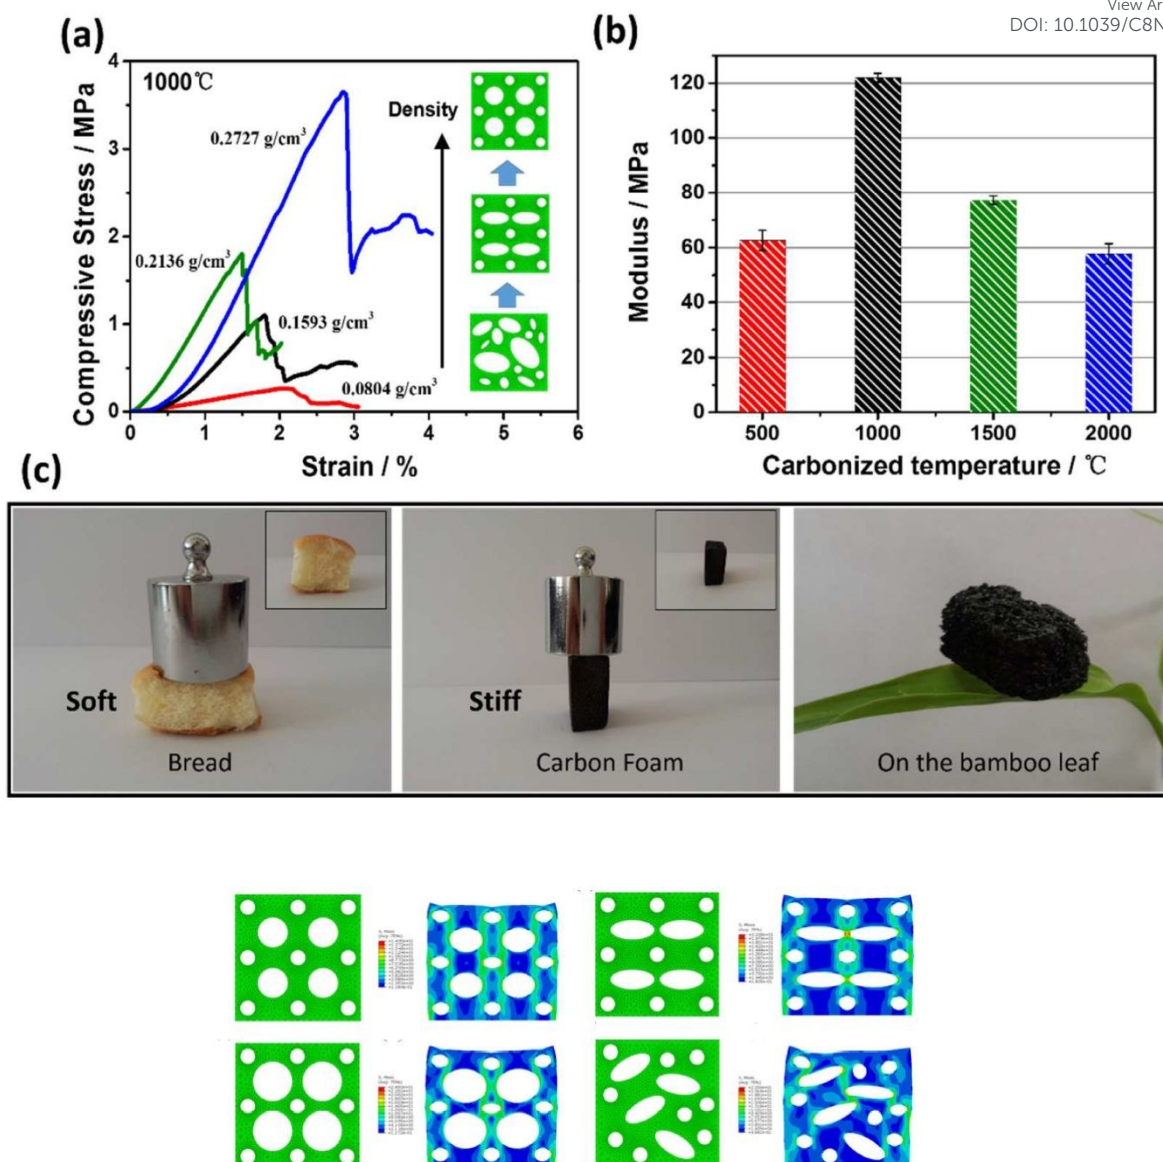 View Ar
DOI: 10.1039/C8N
(a)
1000℃
Density
0.2727 g/cm³
0.2136 g/cm³
0.1593 g/cm³
0.0804 g/cm³
Compressive Stress / MPa
4
3
2
1
0
0 1 2 3 4 5 6
Strain / %
(b)
Modulus / MPa
120
100
80
60
40
20
0
500 1000 1500 2000
Carbonized temperature / ℃
(c)
Soft
Bread
Stiff
Carbon Foam
On the bamboo leaf